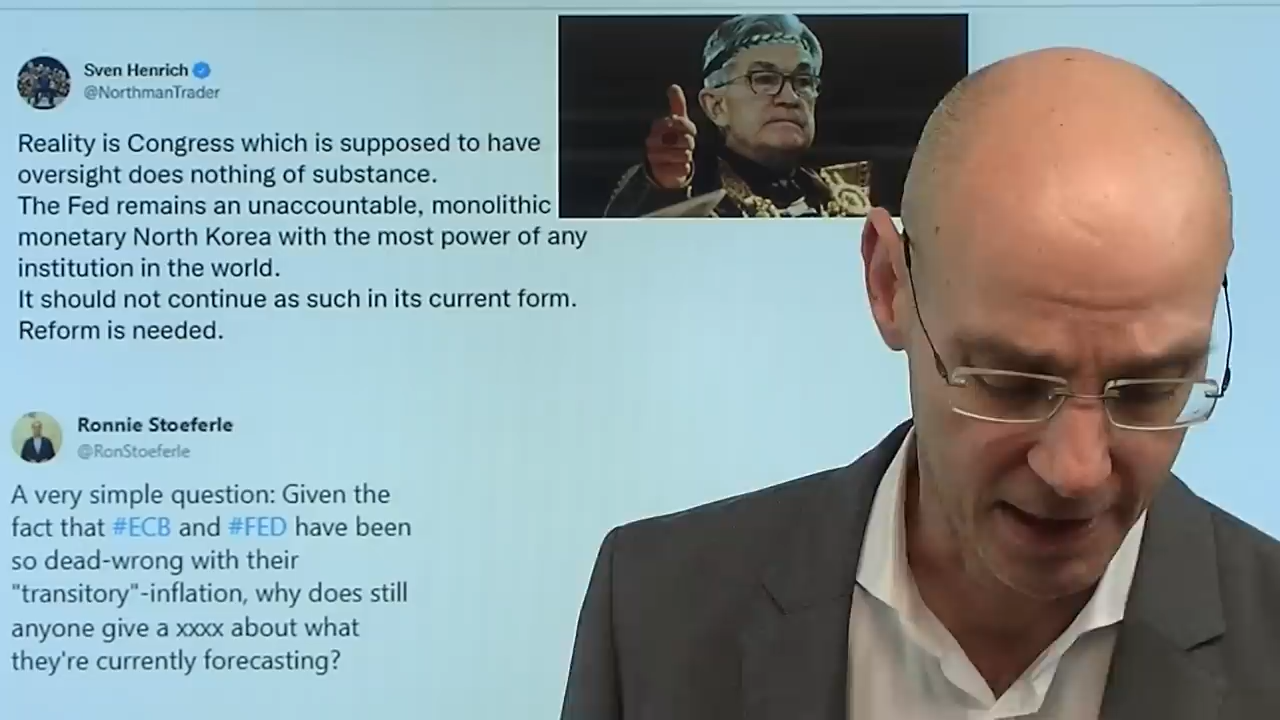 Sven Henrich
@NorthmanTrader
Reality is Congress which is supposed to have
oversight does nothing of substance.
The Fed remains an unaccountable, monolithic
monetary North Korea with the most power of any
institution in the world.
It should not continue as such in its current form.
Reform is needed.
Ronnie Stoeferle
@RonStoeferle
A very simple question: Given the
fact that #ECB and #FED have been
so dead-wrong with their
"transitory"-inflation, why does still
anyone give a xxxx about what
they're currently forecasting?